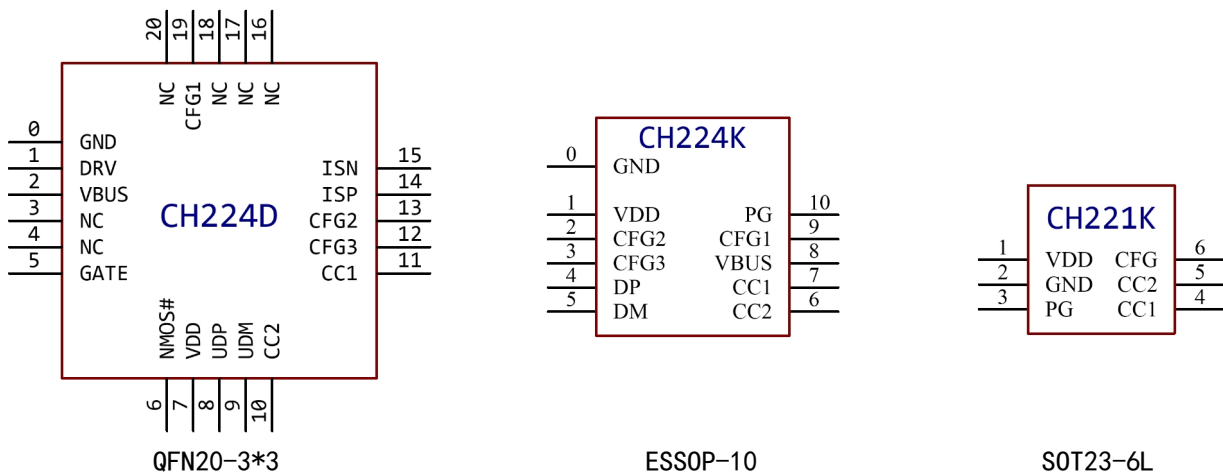 20 19 18 17 16
NC CFG1 NC NC NC
0 GND
1 DRV
2 VBUS
3 NC
4 NC
5 GATE
CH224D
ISN 15
ISP 14
CFG2 13
CFG3 12
CC1 11
NMOS# VDD UDP UDM CC2
6 7 8 9 10
QFN20-3*3
CH224K
0 GND
1 VDD PG 10
2 CFG2 CFG1 9
3 CFG3 VBUS 8
4 DP CC1 7
5 DM CC2 6
ESSOP-10
CH221K
1 VDD CFG 6
2 GND CC2 5
3 PG CC1 4
SOT23-6L